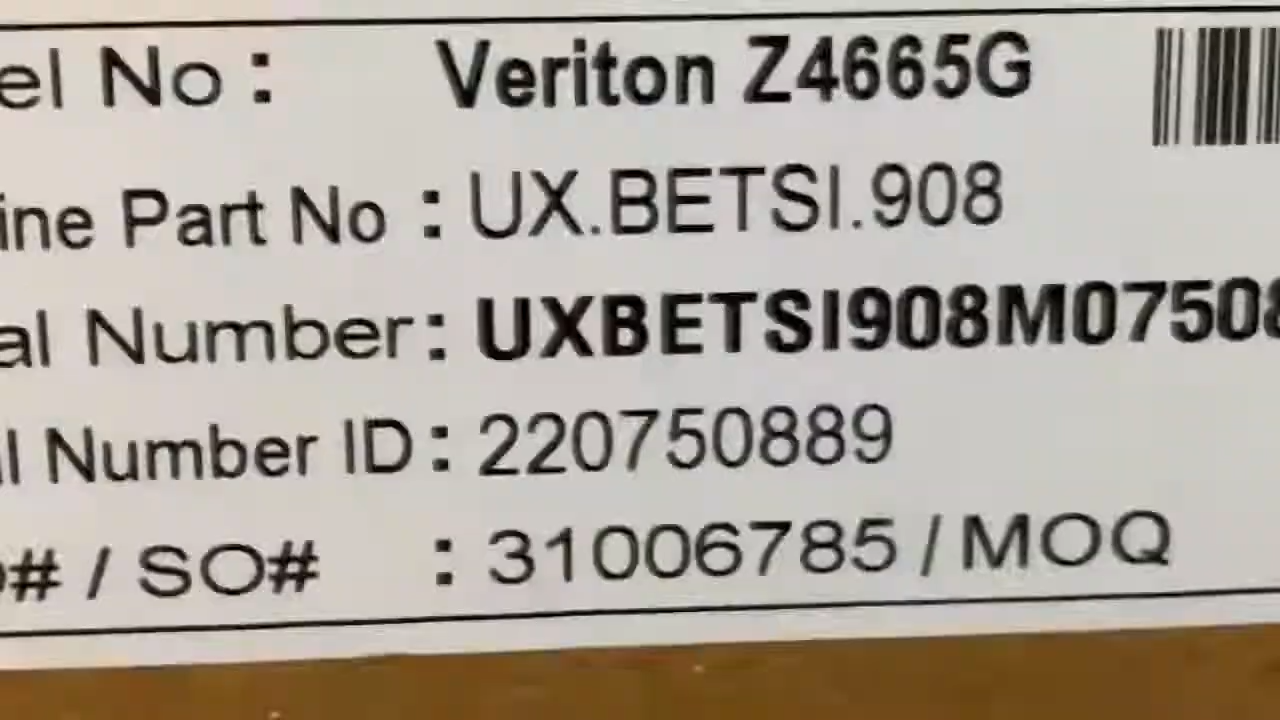 el No : Veriton Z4665G
ine Part No : UX.BETSI.908
al Number: UXBETSI908M07508
l Number ID: 220750889
# / SO# : 31006785 / MOQ